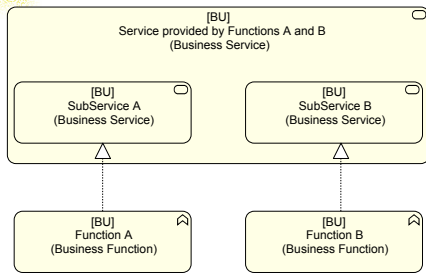 [BU]
Service provided by Functions A and B
(Business Service)
[BU]
SubService A
(Business Service)
[BU]
SubService B
(Business Service)
[BU]
Function A
(Business Function)
[BU]
Function B
(Business Function)